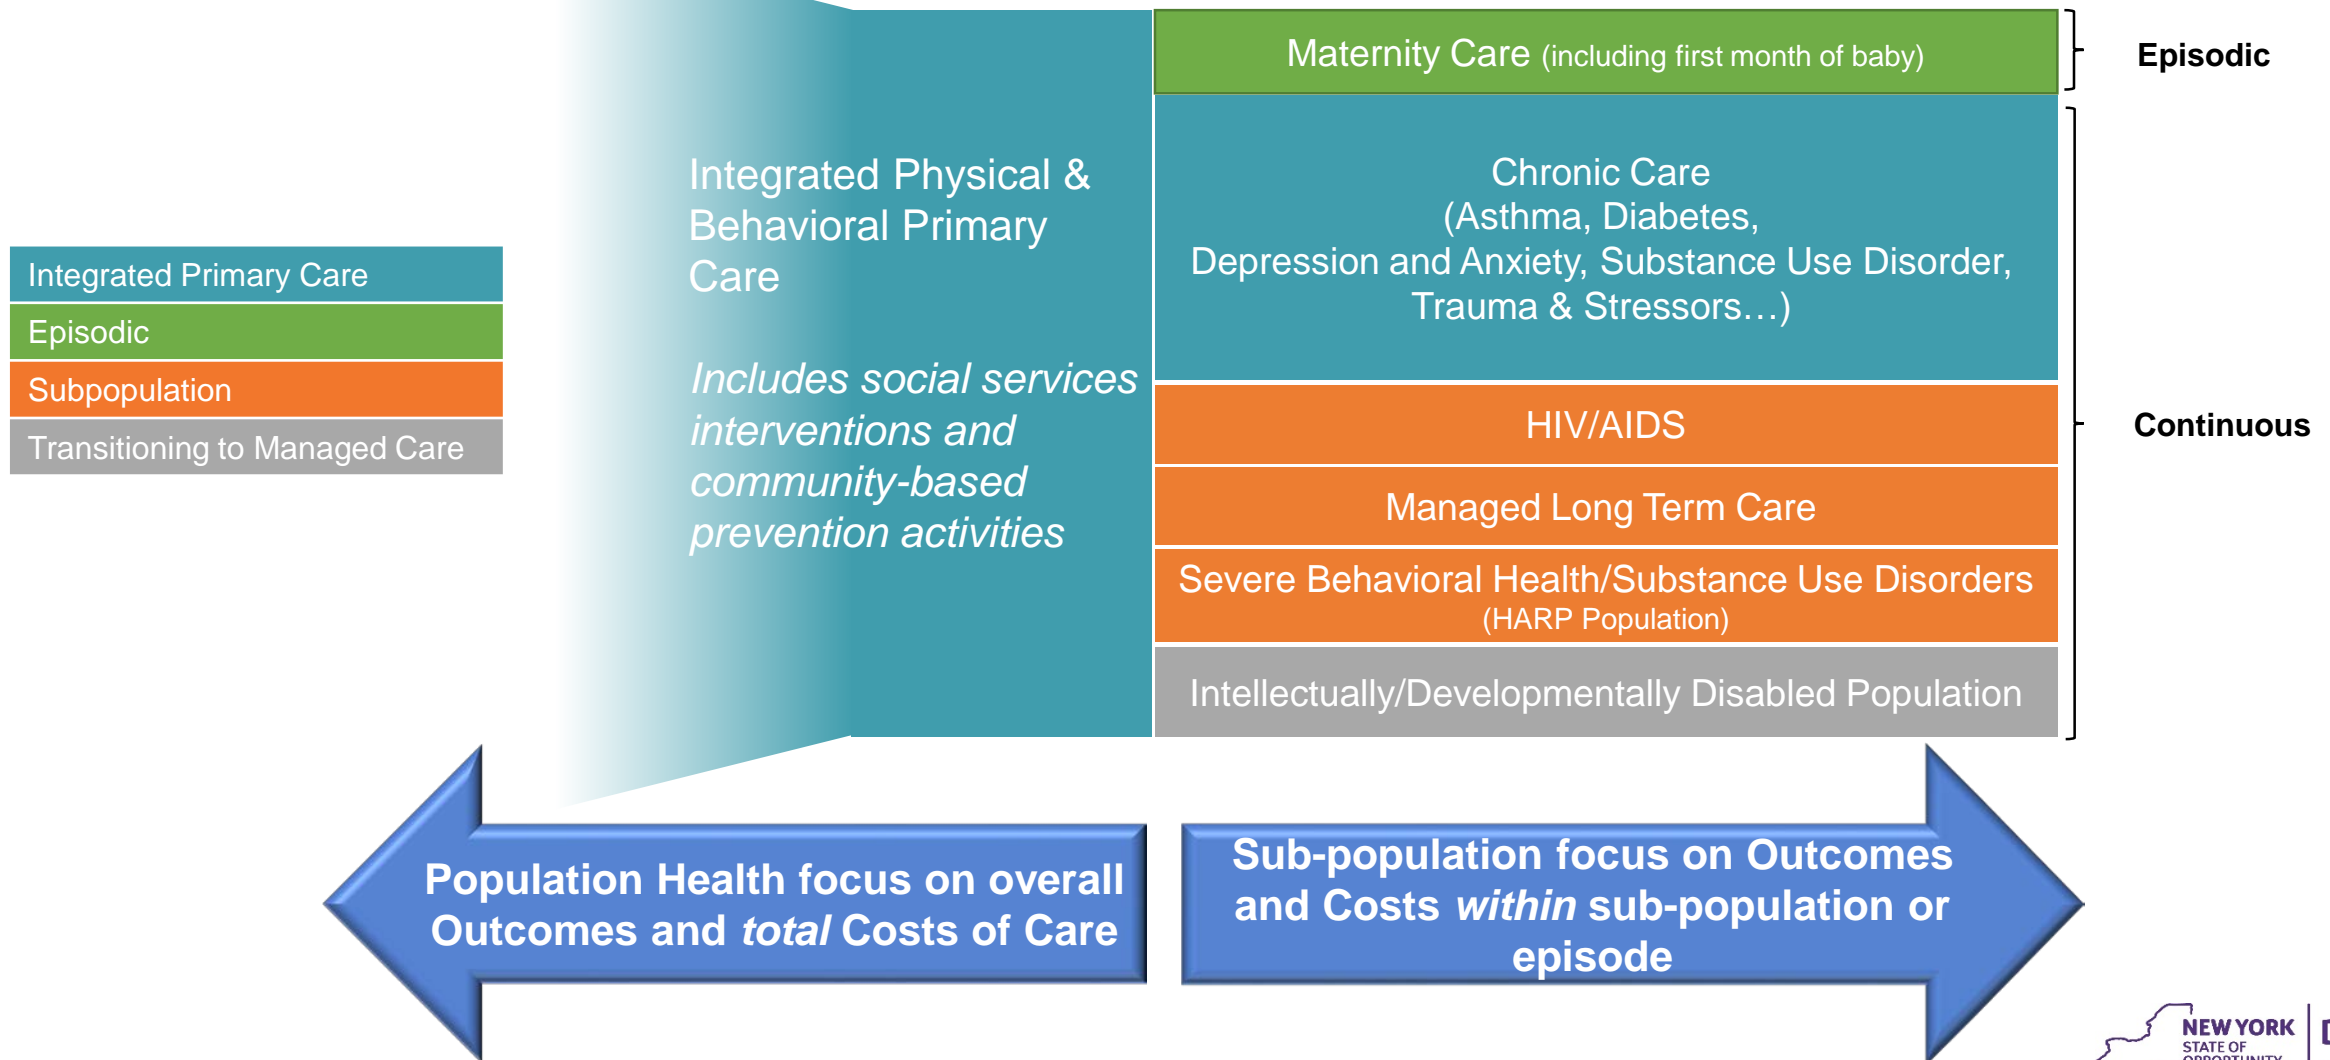 Maternity Care (including first month of baby)
Episodic
Integrated Physical &
Behavioral Primary
Care
Includes social services
interventions and
community-based
prevention activities
Chronic Care
(Asthma, Diabetes,
Depression and Anxiety, Substance Use Disorder,
Trauma & Stressors…)
Integrated Primary Care
Episodic
Subpopulation
Transitioning to Managed Care
HIV/AIDS
Managed Long Term Care
Severe Behavioral Health/Substance Use Disorders
(HARP Population)
Intellectually/Developmentally Disabled Population
Continuous
Population Health focus on overall
Outcomes and total Costs of Care
Sub-population focus on Outcomes
and Costs within sub-population or
episode
NEW YORK
STATE OF
OPPORTUNITY